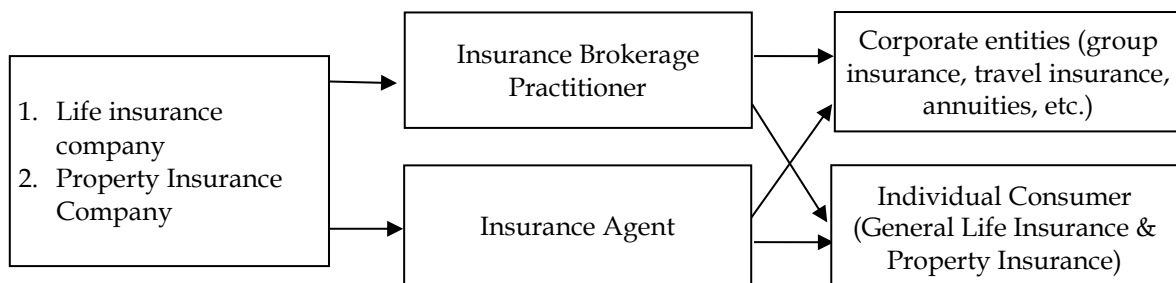 1. Life insurance
company
2. Property Insurance
Company
Insurance Brokerage
Practitioner
Insurance Agent
Corporate entities (group
insurance, travel insurance,
annuities, etc.)
Individual Consumer
(General Life Insurance &
Property Insurance)